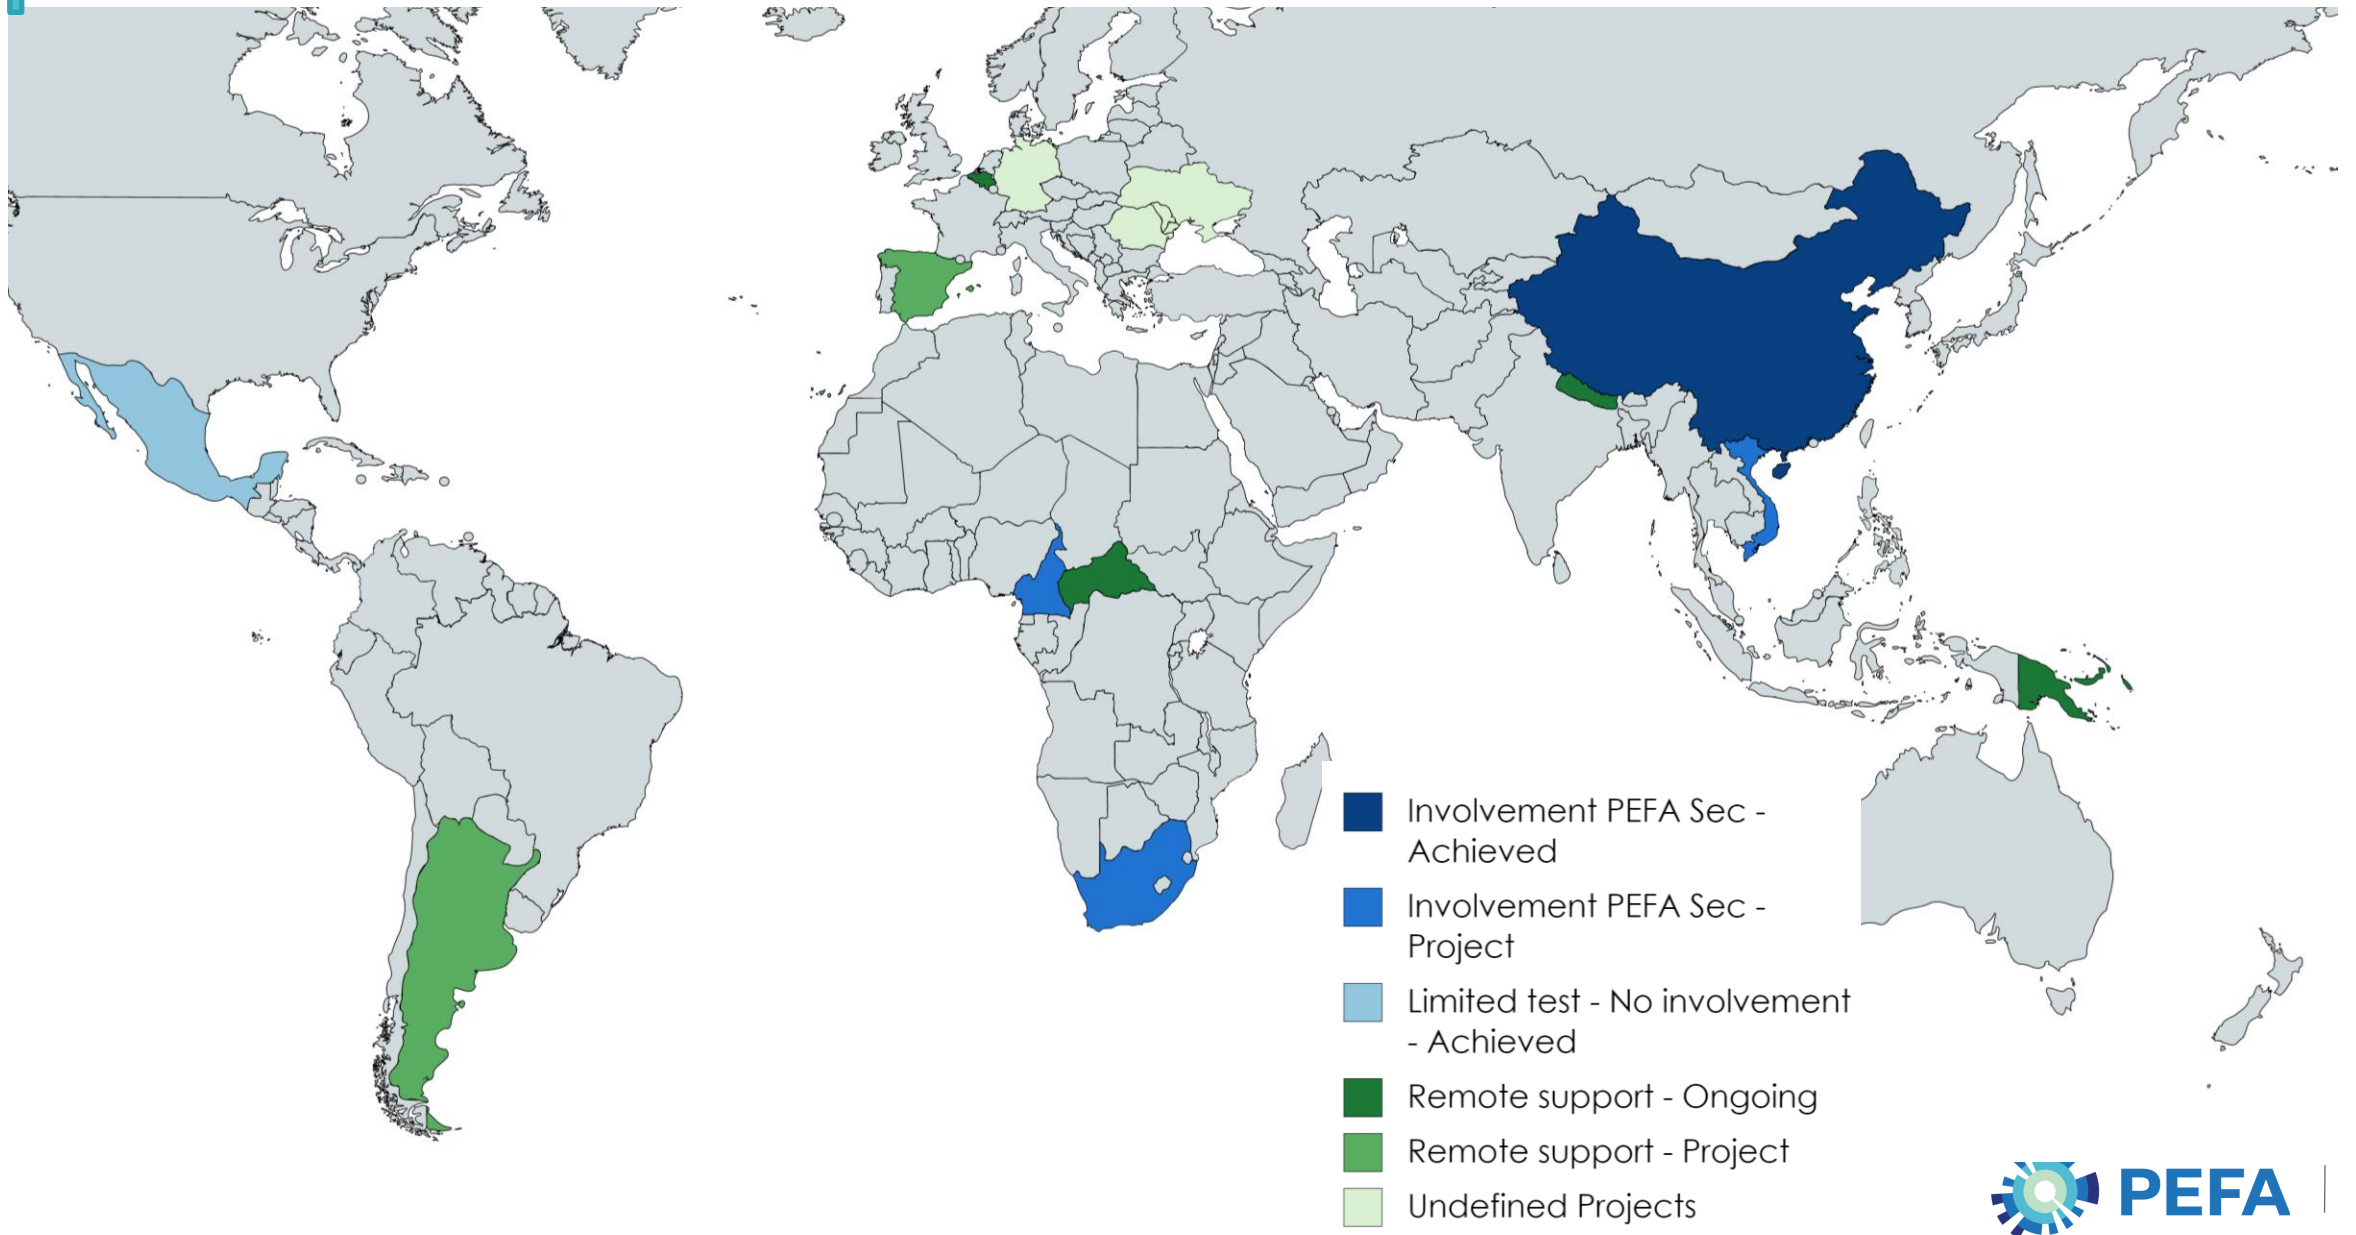 Involvement PEFA Sec -
Achieved
Involvement PEFA Sec -
Project
Limited test - No involvement
- Achieved
Remote support - Ongoing
Remote support - Project
Undefined Projects
PEFA